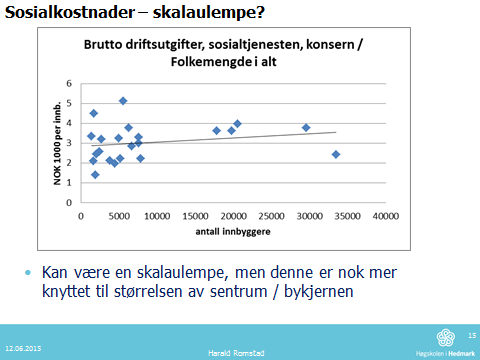 Sosialkostnader – skalaulempe?
Brutto driftsutgifter, sosialtjenesten, konsern /
Folkemengde i alt
NOK 1000 per innb.
6
5
4
3
2
1
0
0 5000 10000 15000 20000 25000 30000 35000 40000
antall innbyggere
• Kan være en skalaulempe, men denne er nok mer
knyttet til størrelsen av sentrum / bykjernen
15
12.06.2015
Harald Romstad
Høgskolen i Hedmark